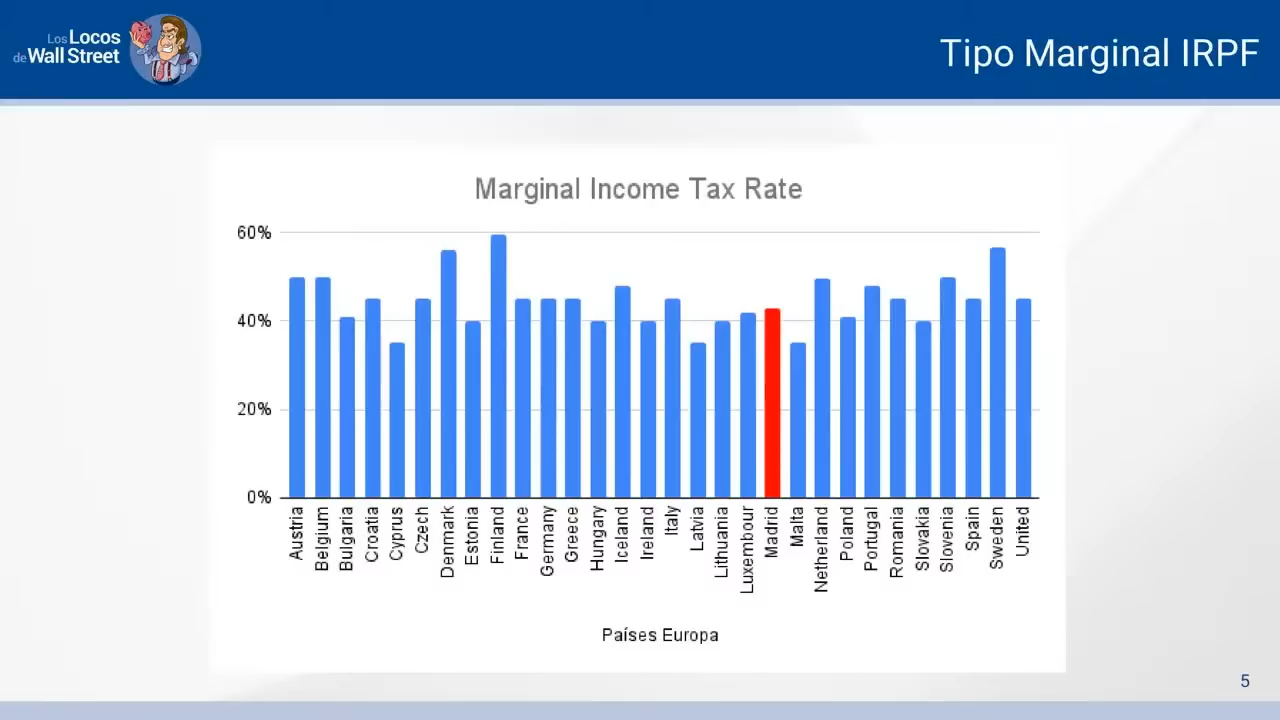 Los Locos
de Wall Street
Tipo Marginal IRPF
Marginal Income Tax Rate
60%
40%
20%
0%
Austria
Belgium
Bulgaria
Croatia
Cyprus
Czech
Denmark
Estonia
Finland
France
Germany
Greece
Hungary
Iceland
Ireland
Italy
Latvia
Lithuania
Luxembour
Madrid
Malta
Netherland
Poland
Portugal
Romania
Slovakia
Slovenia
Spain
Sweden
United
Países Europa
5